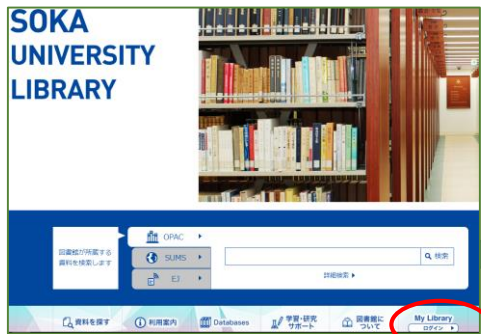 SOKA
UNIVERSITY
LIBRARY
図書館が所蔵する
資料を検索します
OPAC
SUMS
EJ
検索
詳細検索
資料を探す
利用案内
Databases
学習・研究
サポート
図書館に
ついて
My Library
ログイン